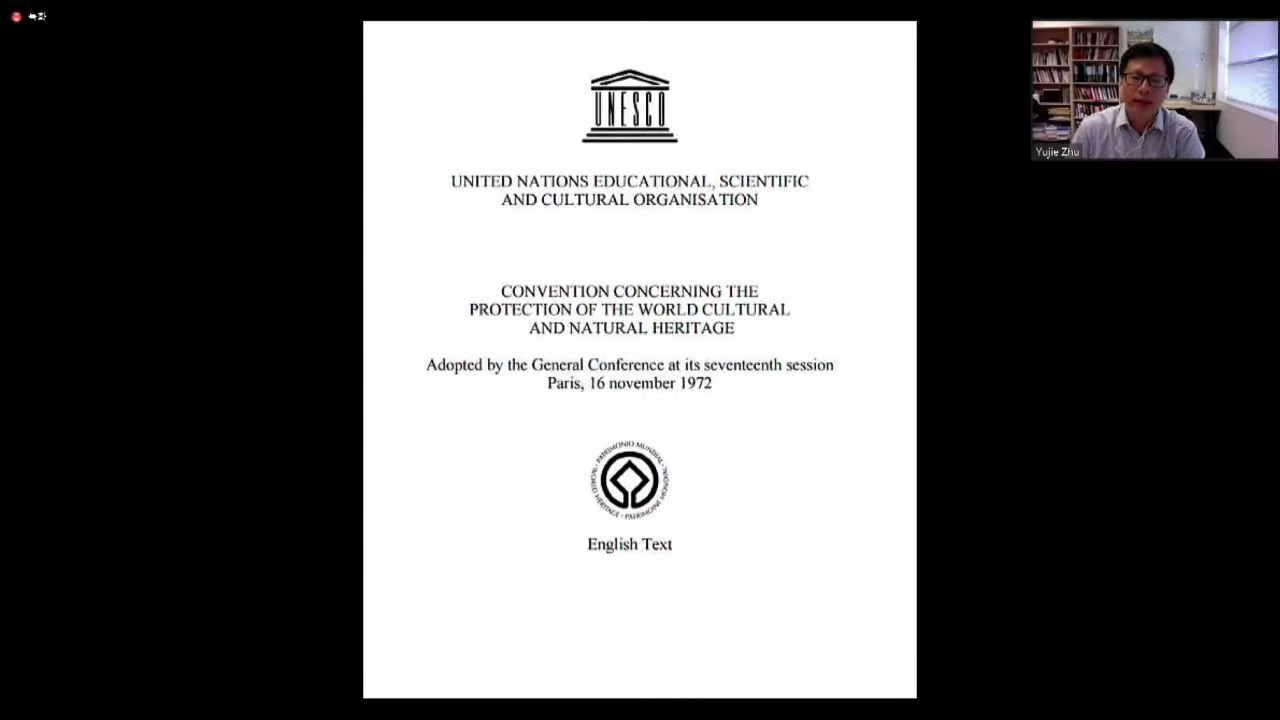 녹화
Yujie Zhu
UNESCO
UNITED NATIONS EDUCATIONAL, SCIENTIFIC
AND CULTURAL ORGANISATION
CONVENTION CONCERNING THE
PROTECTION OF THE WORLD CULTURAL
AND NATURAL HERITAGE
Adopted by the General Conference at its seventeenth session
Paris, 16 november 1972
PATRIMONIO MUNDIAL
WORLD HERITAGE
PATRIMOINE MONDIAL
English Text